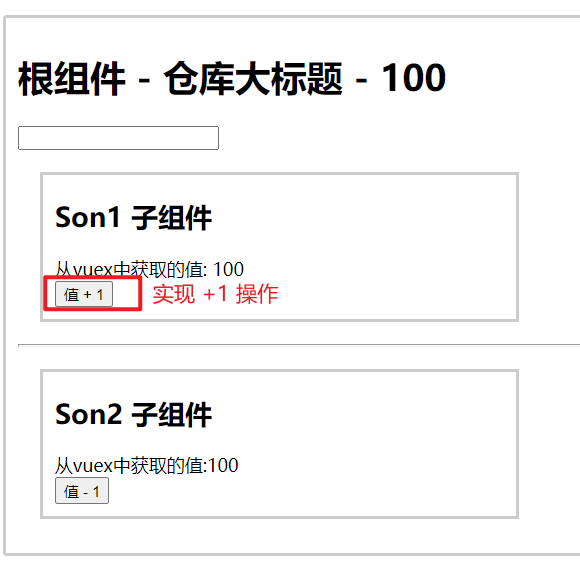 根组件 - 仓库大标题 - 100
Son1 子组件
从vuex中获取的值: 100
值 + 1 实现 +1 操作
Son2 子组件
从vuex中获取的值:100
值 - 1